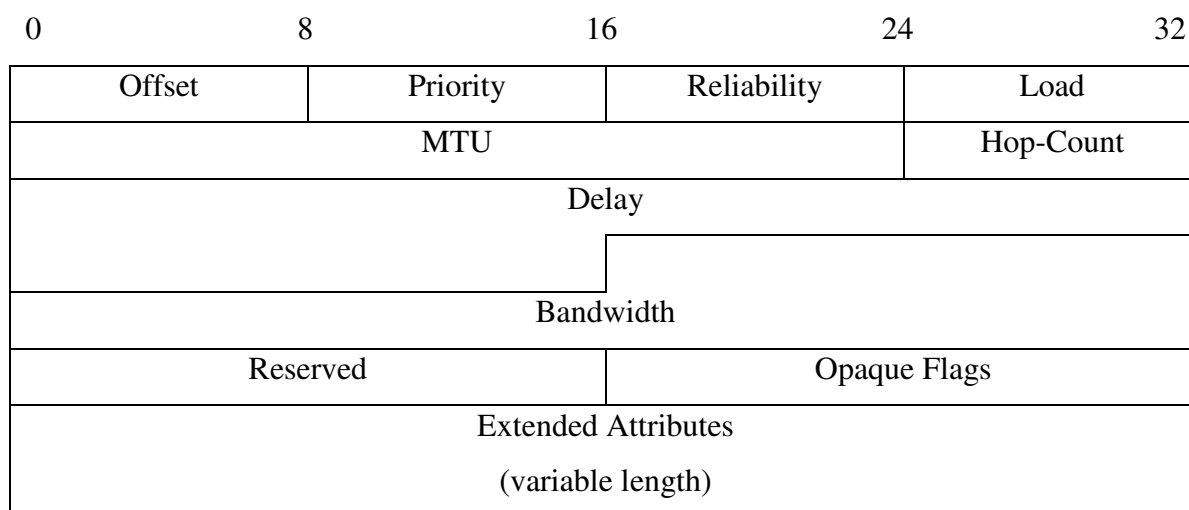 0 8 16 24 32
Offset Priority Reliability Load
MTU Hop-Count
Delay
Bandwidth
Reserved Opaque Flags
Extended Attributes
(variable length)